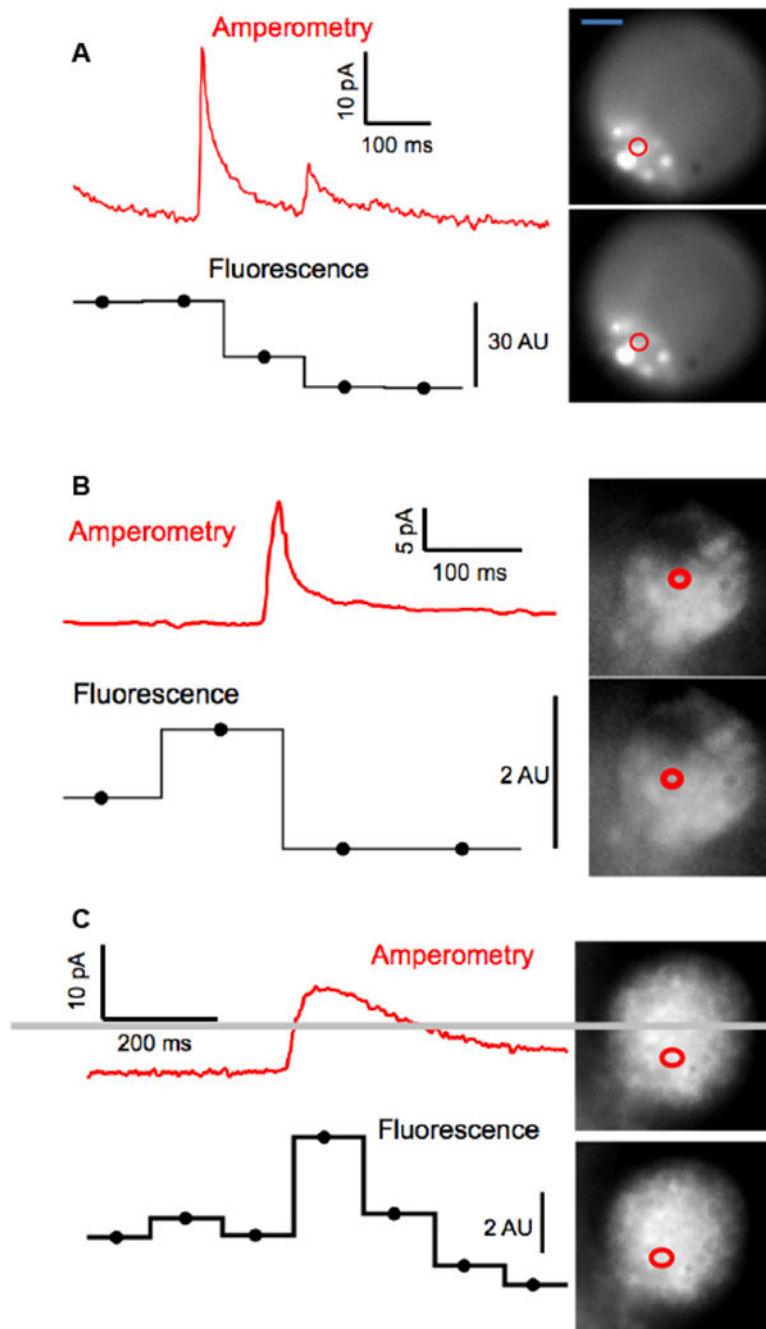 A
Amperometry
10 pA
100 ms
Fluorescence
30 AU
B
Amperometry
5 pA
100 ms
Fluorescence
2 AU
C
Amperometry
10 pA
200 ms
Fluorescence
2 AU